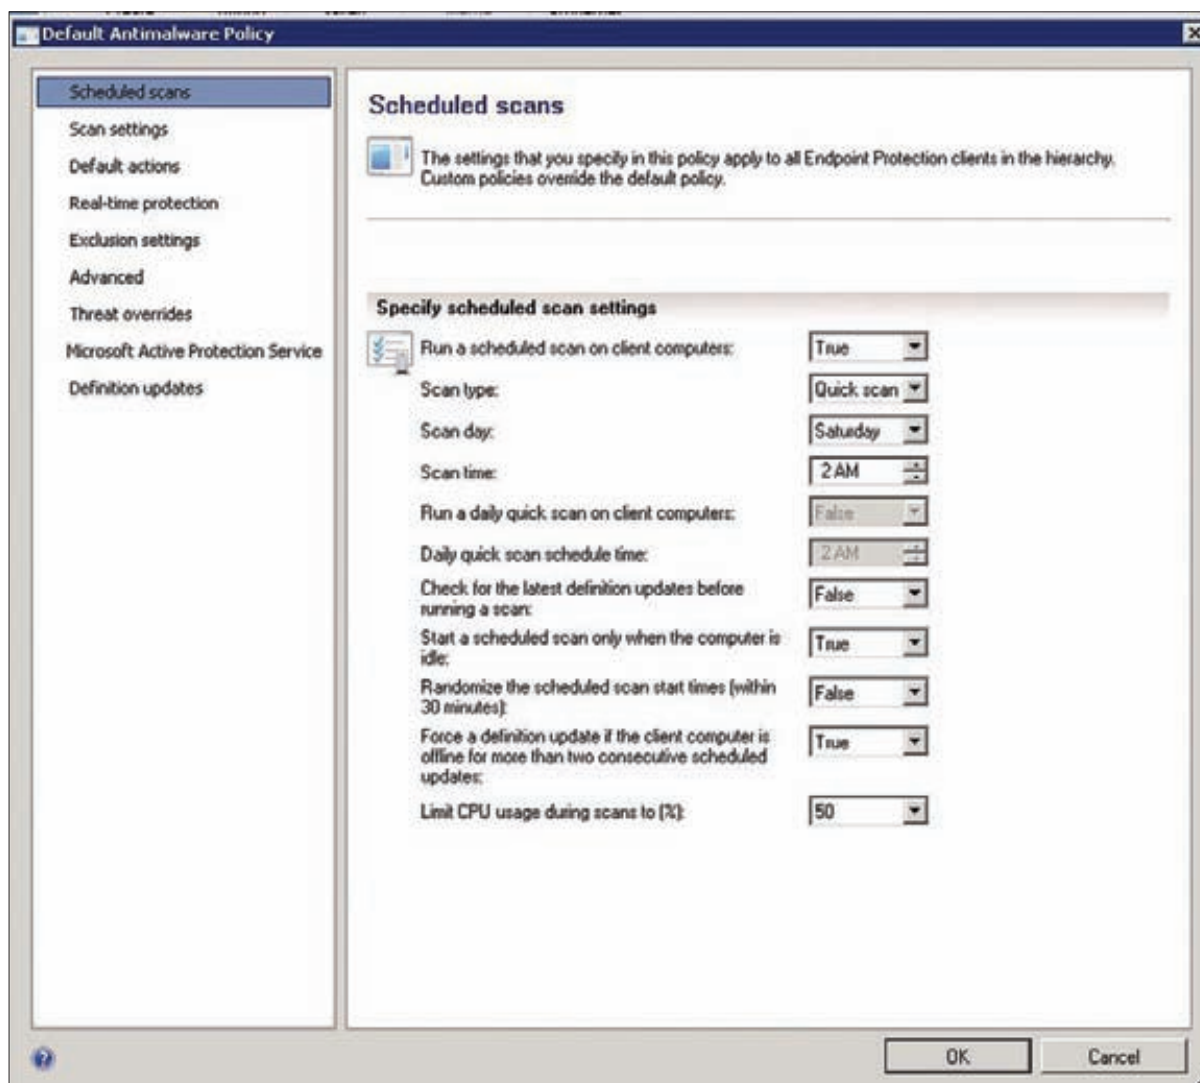 Default Antimalware Policy
Scheduled scans
Scan settings
Default actions
Real-time protection
Exclusion settings
Advanced
Threat overrides
Microsoft Active Protection Service
Definition updates
Scheduled scans
The settings that you specify in this policy apply to all Endpoint Protection clients in the hierarchy.
Custom policies override the default policy.
Specify scheduled scan settings
Run a scheduled scan on client computers: True
Scan type: Quick scan
Scan day: Saturday
Scan time: 2 AM
Run a daily quick scan on client computers: False
Daily quick scan schedule time: 2 AM
Check for the latest definition updates before
running a scan: False
Start a scheduled scan only when the computer is
idle: True
Randomize the scheduled scan start times (within
30 minutes): False
Force a definition update if the client computer is
offline for more than two consecutive scheduled
updates: True
Limit CPU usage during scans to (%): 50
OK Cancel